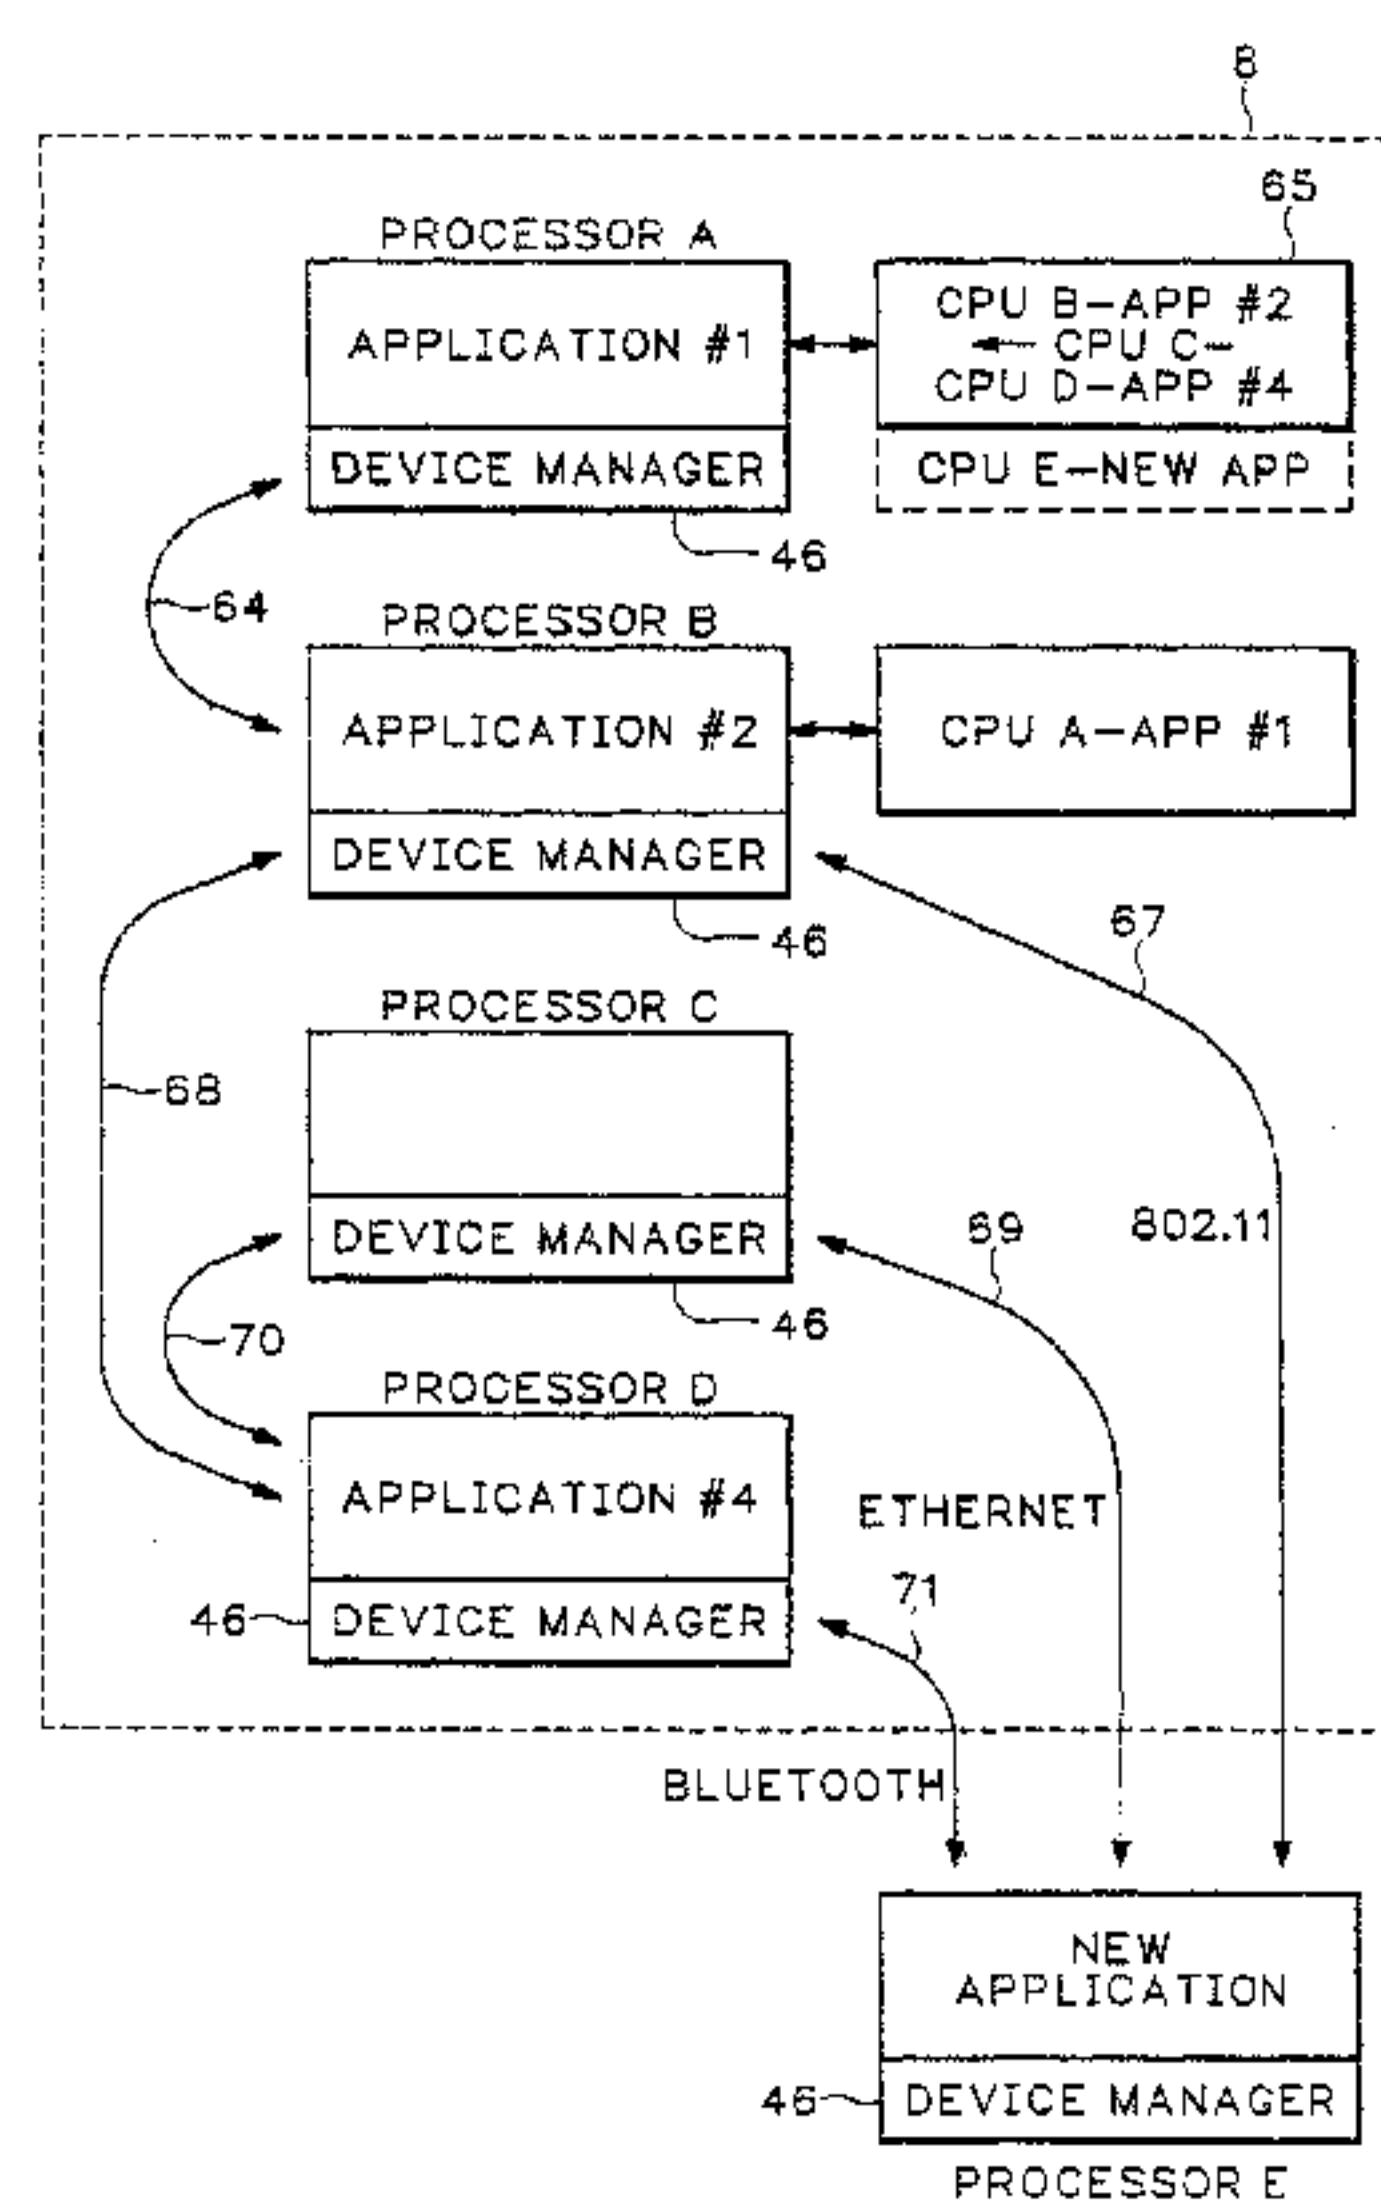 8
65
PROCESSOR A
APPLICATION #1
DEVICE MANAGER
46
CPU B-APP #2
CPU C-
CPU D-APP #4
CPU E-NEW APP
64
PROCESSOR B
APPLICATION #2
DEVICE MANAGER
46
CPU A-APP #1
67
68
PROCESSOR C
DEVICE MANAGER
46
69
802.11
70
PROCESSOR D
APPLICATION #4
46
DEVICE MANAGER
ETHERNET
71
BLUETOOTH
NEW
APPLICATION
46
DEVICE MANAGER
PROCESSOR E